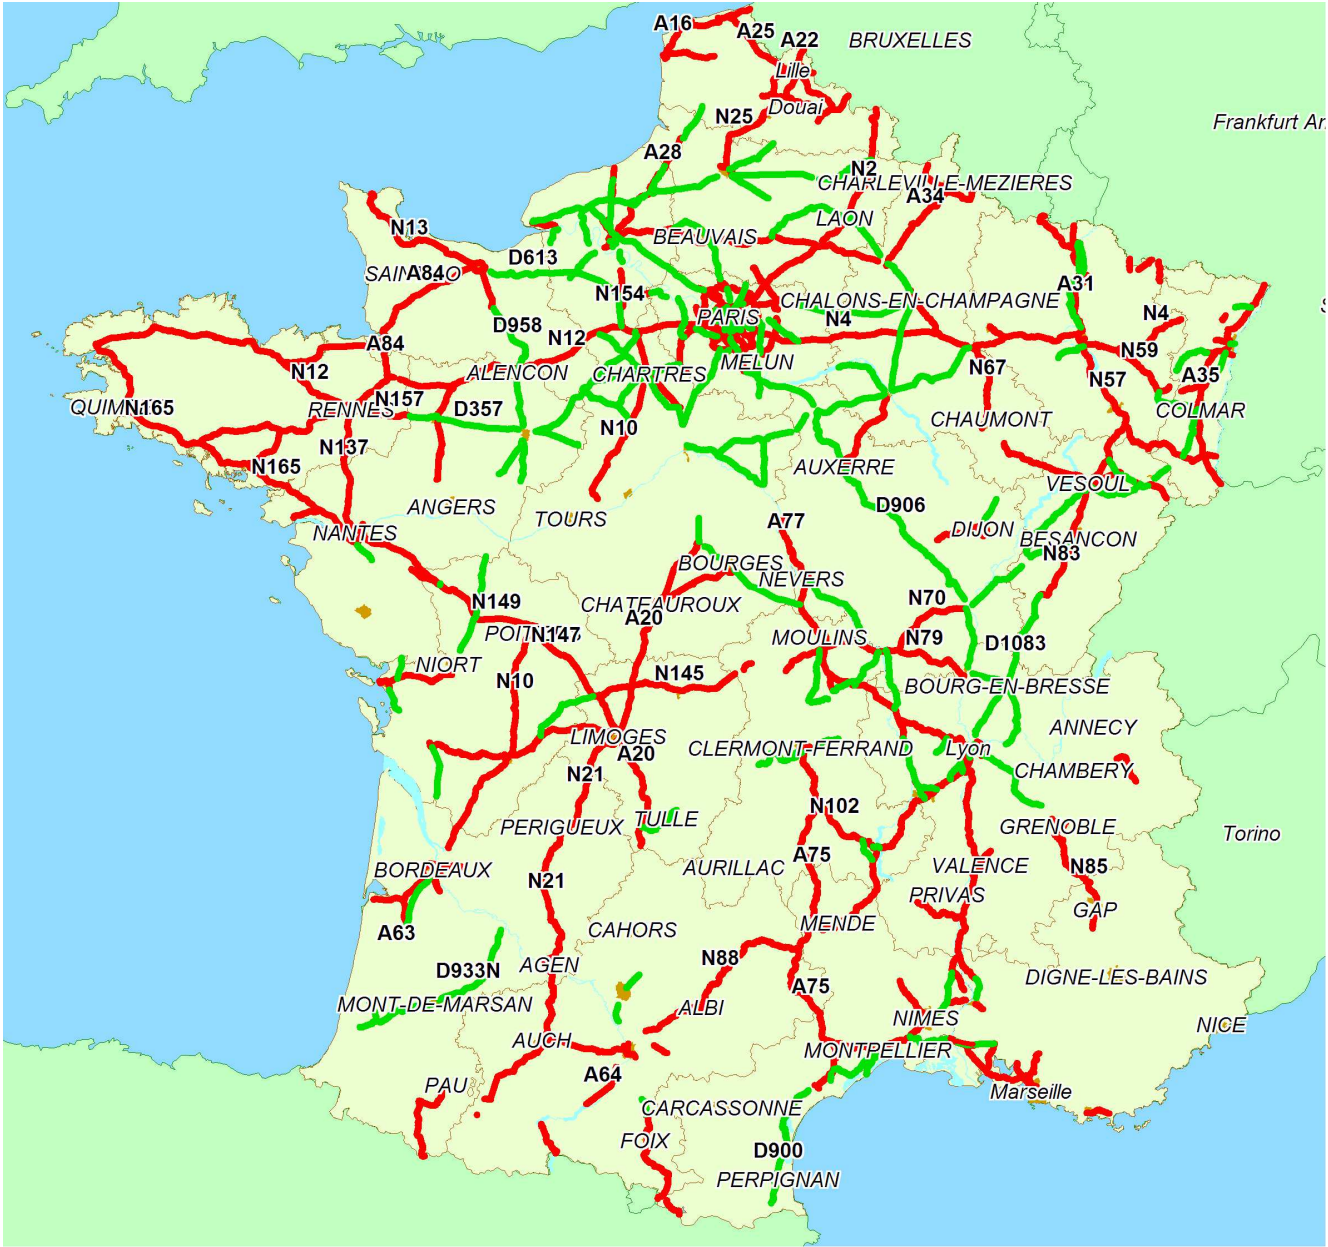 A16
A25
A22
BRUXELLES
Lille
Douai
N25
Frankfurt Am
A28
N2
CHARLEVILLE-MEZIERES
A34
N13
LAON
BEAUVAIS
D613
A84
A31
N154
CHALONS-EN-CHAMPAGNE
PARIS
N4
N4
D958
N12
A84
N59
MELUN
N12
ALENCON
CHARTRES
N67
N57
A35
N165
RENNES
N157
D357
COLMAR
N10
CHAUMONT
N137
N165
AUXERRE
VESOUL
ANGERS
D906
TOURS
A77
DIJON
NANTES
BESANCON
N83
BOURGES
NEVERS
N149
CHATEAUROUX
N70
A20
N147
MOULINS
N79
D1083
NIORT
N145
N10
BOURG-EN-BRESSE
ANNECY
LIMOGES
A20
CLERMONT-FERRAND
Lyon
N21
CHAMBERY
N102
PERIGUEUX
TULLE
GRENOBLE
Torino
A75
BORDEAUX
AURILLAC
VALENCE
N85
N21
PRIVAS
GAP
A63
CAHORS
MENDE
N88
AGEN
D933N
DIGNE-LES-BAINS
A75
MONT-DE-MARSAN
ALBI
NIMES
NICE
AUCH
MONTPELLIER
A64
PAU
Marseille
CARCASSONNE
FOIX
D900
PERPIGNAN